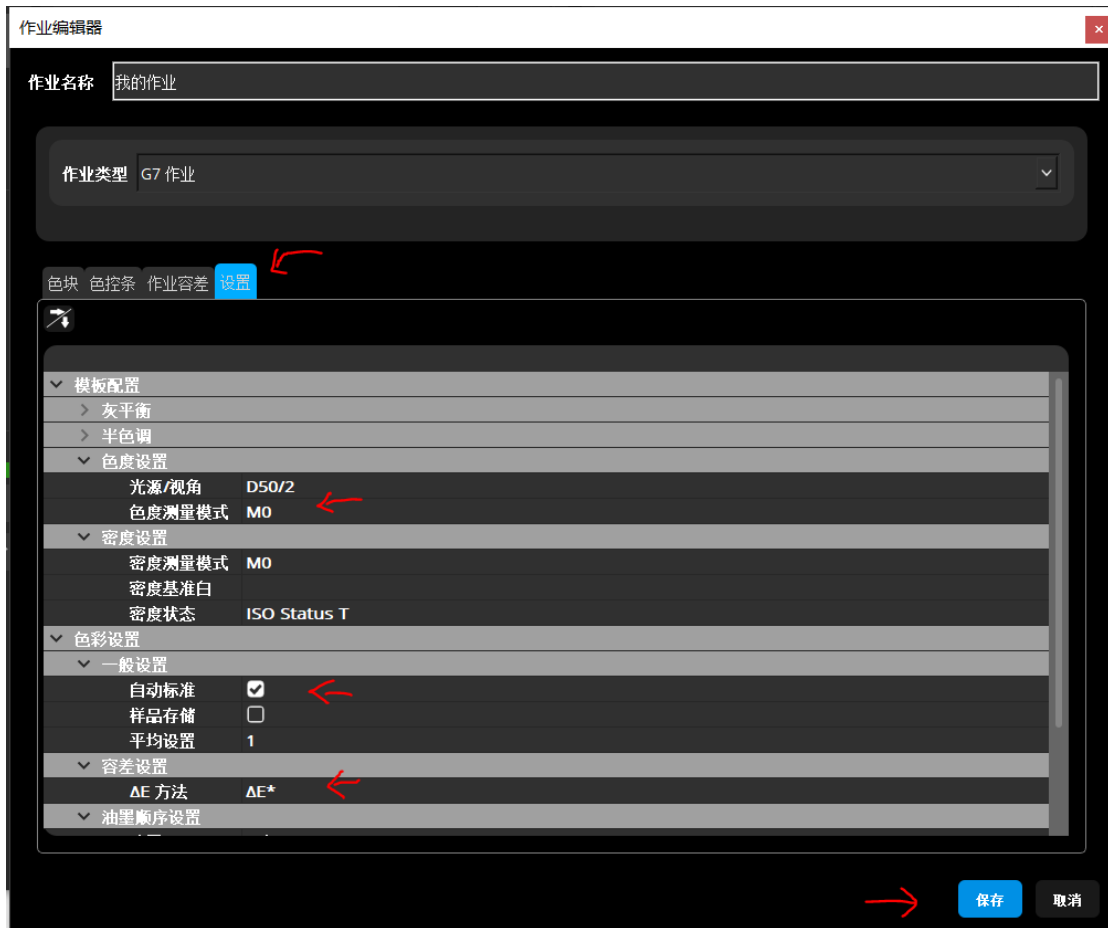 作业编辑器
作业名称 我的作业
作业类型 G7 作业
色块 色控条 作业容差 设置
模板配置
灰平衡
半色调
色度设置
光源/视角 D50/2
色度测量模式 M0
密度设置
密度测量模式 M0
密度基准白
密度状态 ISO Status T
色彩设置
一般设置
自动标准
样品存储
平均设置 1
容差设置
ΔE 方法 ΔE*
油墨顺序设置
保存 取消